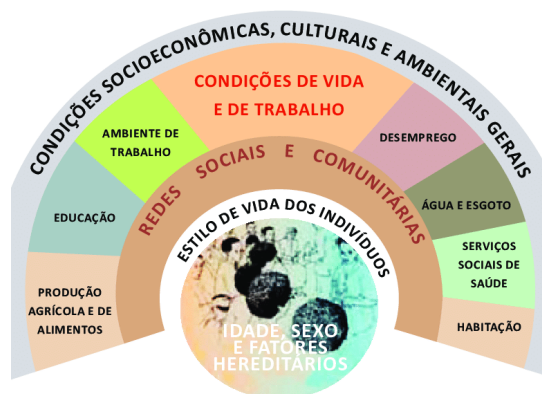 CONDIÇÕES SOCIOECONÔMICAS, CULTURAIS E AMBIENTAIS GERAIS
CONDIÇÕES DE VIDA
E DE TRABALHO
AMBIENTE DE
TRABALHO
DESEMPREGO
EDUCAÇÃO
ÁGUA E ESGOTO
PRODUÇÃO
AGRÍCOLA E DE
ALIMENTOS
SERVIÇOS
SOCIAIS DE
SAÚDE
HABITAÇÃO
REDES SOCIAIS E COMUNITÁRIAS
ESTILO DE VIDA DOS INDIVÍDUOS
IDADE, SEXO
E FATORES
HEREDITÁRIOS